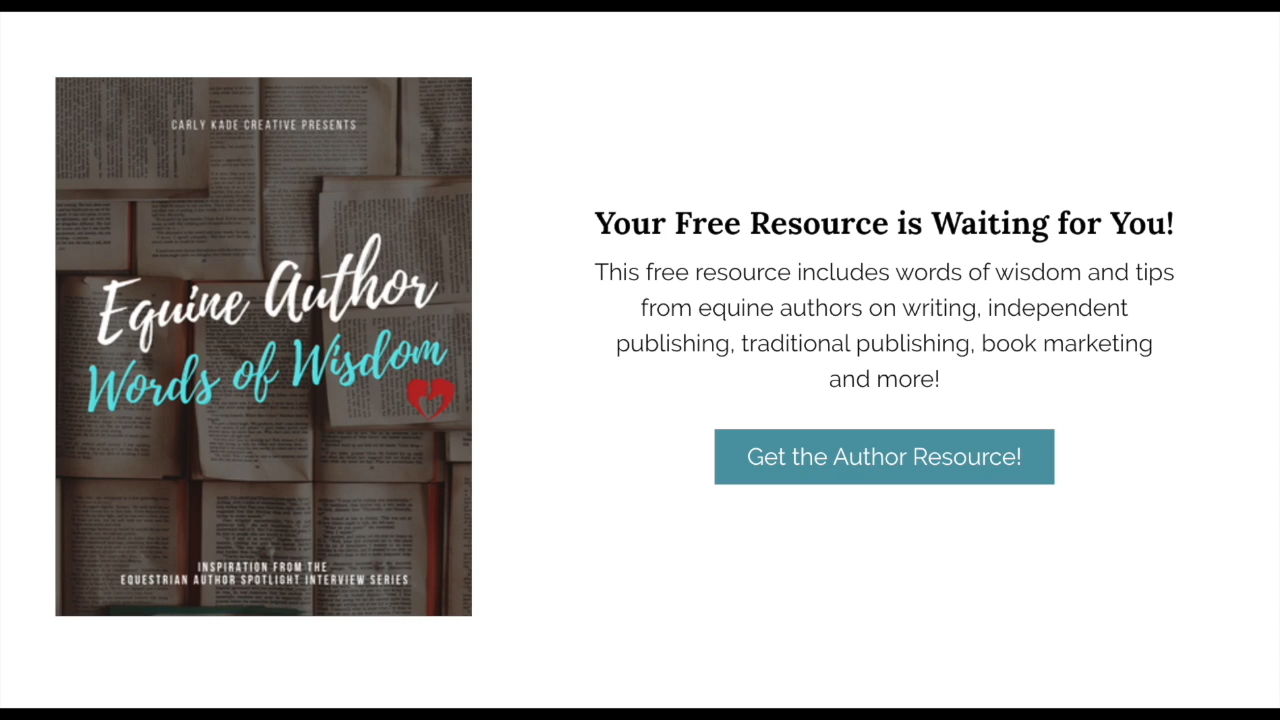 CARLY KADE CREATIVE PRESENTS
Equine Author
Words of Wisdom
INSPIRATION FROM THE
EQUESTRIAN AUTHOR SPOTLIGHT INTERVIEW SERIES
Your Free Resource is Waiting for You!
This free resource includes words of wisdom and tips
from equine authors on writing, independent
publishing, traditional publishing, book marketing
and more!
Get the Author Resource!